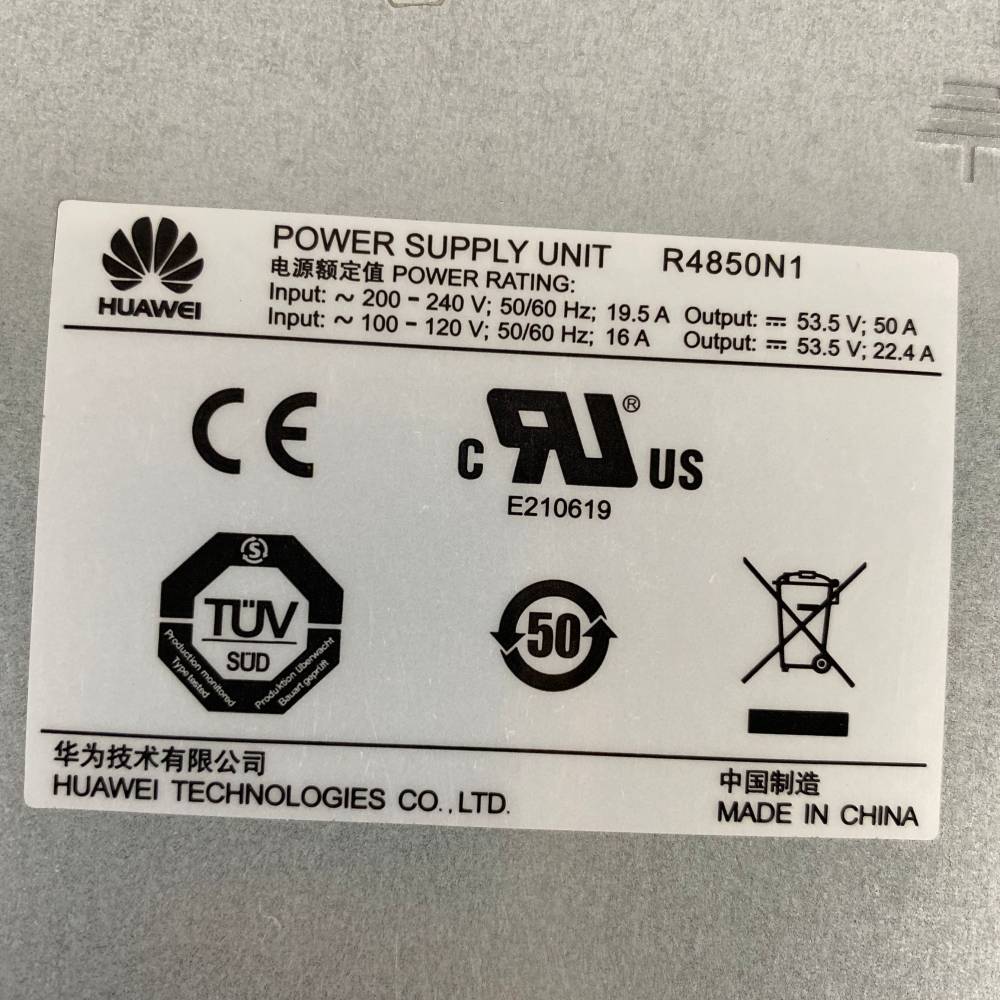 HUAWEI
POWER SUPPLY UNIT R4850N1
电源额定值 POWER RATING:
Input: ~ 200 - 240 V; 50/60 Hz; 19.5 A Output: ⎓ 53.5 V; 50 A
Input: ~ 100 - 120 V; 50/60 Hz; 16 A Output: ⎓ 53.5 V; 22.4 A
CE
c RU ® US
E210619
S
TÜV
SÜD
Production monitored
Type tested
Produktion überwacht
Bauart geprüft
50
华为技术有限公司
HUAWEI TECHNOLOGIES CO., LTD.
中国制造
MADE IN CHINA